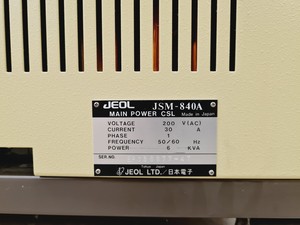 JEOL JSM-840A
MAIN POWER CSL Made in Japan
VOLTAGE 200 V(AC)
CURRENT 30 A
PHASE 1
FREQUENCY 50/60 Hz
POWER 6 KVA
SER.NO.
Tokyo Japan
JEOL LTD. 日本電子